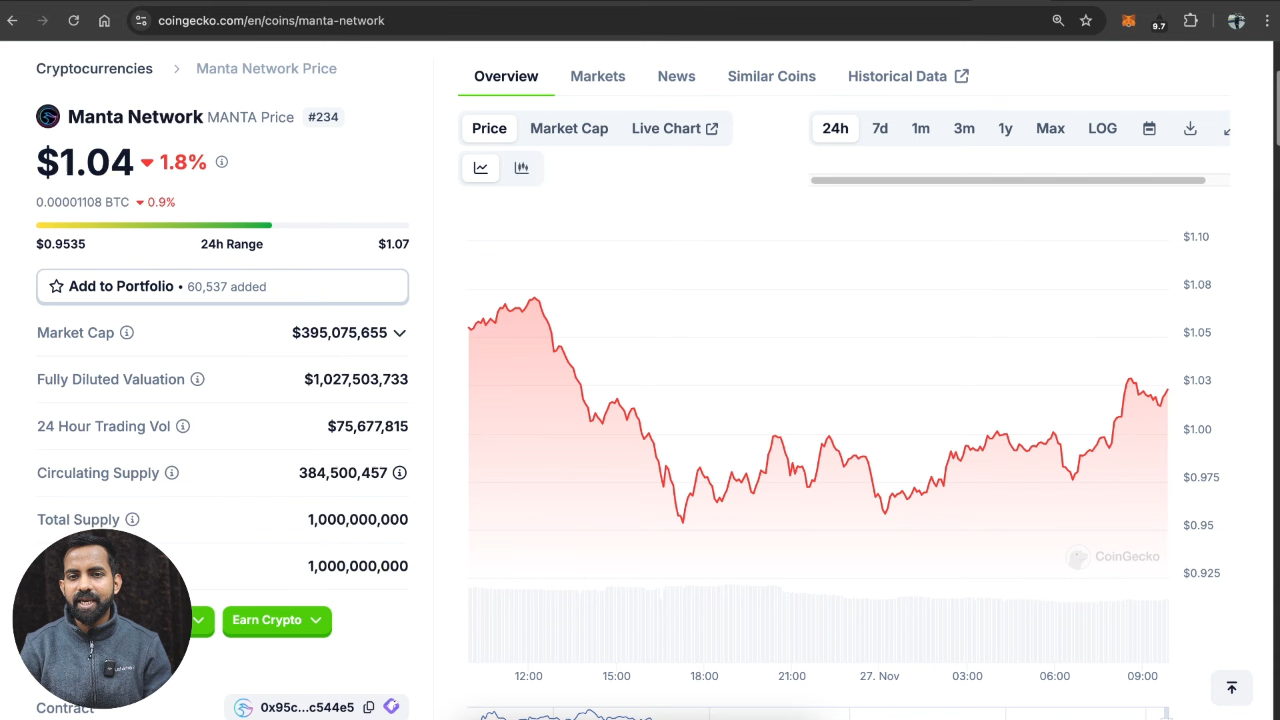 coingecko.com/en/coins/manta-network
9.7
Cryptocurrencies > Manta Network Price
Manta Network MANTA Price #234
$1.04 1.8%
0.00001108 BTC 0.9%
$0.9535 24h Range $1.07
Add to Portfolio • 60,537 added
Market Cap $395,075,655
Fully Diluted Valuation $1,027,503,733
24 Hour Trading Vol $75,677,815
Circulating Supply 384,500,457
Total Supply 1,000,000,000
1,000,000,000
Earn Crypto
Contract 0x95c...c544e5
Overview Markets News Similar Coins Historical Data
Price Market Cap Live Chart
24h 7d 1m 3m 1y Max LOG
$1.10
$1.08
$1.05
$1.03
$1.00
$0.975
$0.95
$0.925
CoinGecko
12:00 15:00 18:00 21:00 27. Nov 03:00 06:00 09:00